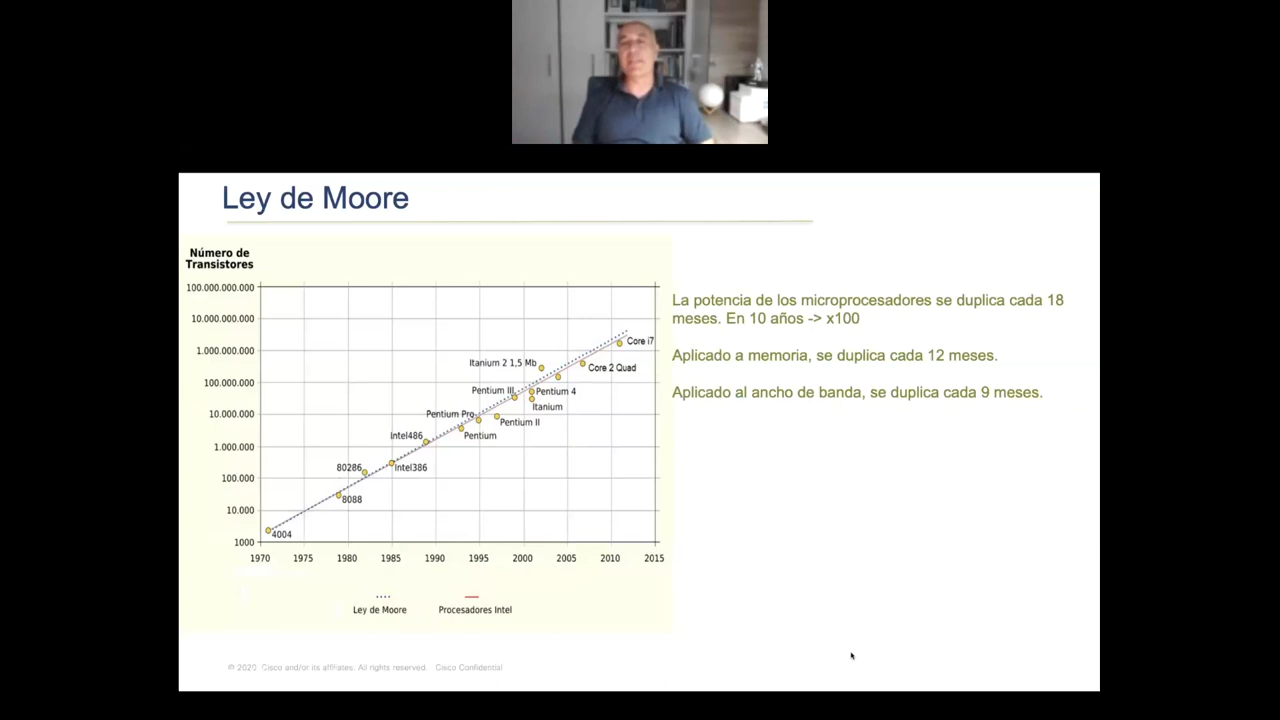 Ley de Moore
Número de
Transistores
100.000.000.000
10.000.000.000
1.000.000.000
100.000.000
10.000.000
1.000.000
100.000
10.000
1000
1970 1975 1980 1985 1990 1995 2000 2005 2010 2015
4004
8088
80286
Intel386
Intel486
Pentium
Pentium Pro
Pentium II
Pentium III
Itanium
Pentium 4
Itanium 2 1,5 Mb
Core 2 Quad
Core i7
Ley de Moore
Procesadores Intel
La potencia de los microprocesadores se duplica cada 18
meses. En 10 años -> x100
Aplicado a memoria, se duplica cada 12 meses.
Aplicado al ancho de banda, se duplica cada 9 meses.
© 2020 Cisco and/or its affiliates. All rights reserved. Cisco Confidential